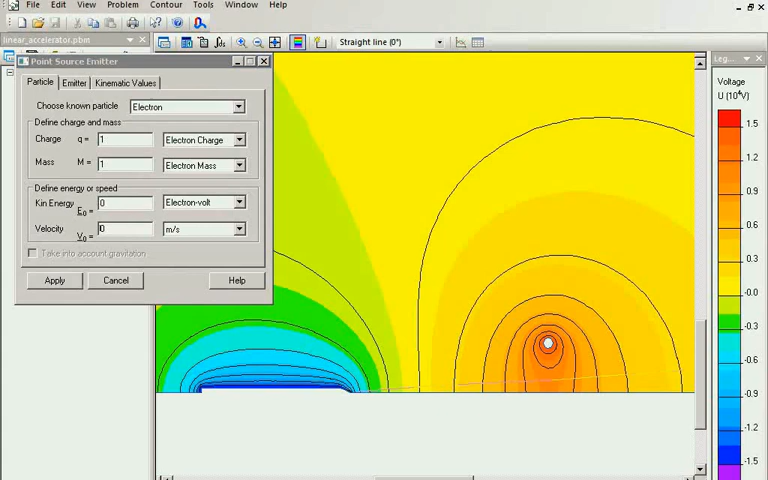 File Edit View Problem Contour Tools Window Help
linear_accelerator.pbm
Straight line (0°)
Point Source Emitter
Particle Emitter Kinematic Values
Choose known particle Electron
Define charge and mass
Charge q = 1 Electron Charge
Mass M = 1 Electron Mass
Define energy or speed
Kin Energy E0 = 0 Electron-volt
Velocity V0 = 0 m/s
Take into account gravitation
Apply Cancel Help
Leg...
Voltage
U (10⁴V)
1.5
1.2
0.9
0.6
0.3
-0.0
-0.3
-0.6
-0.9
-1.2
-1.5